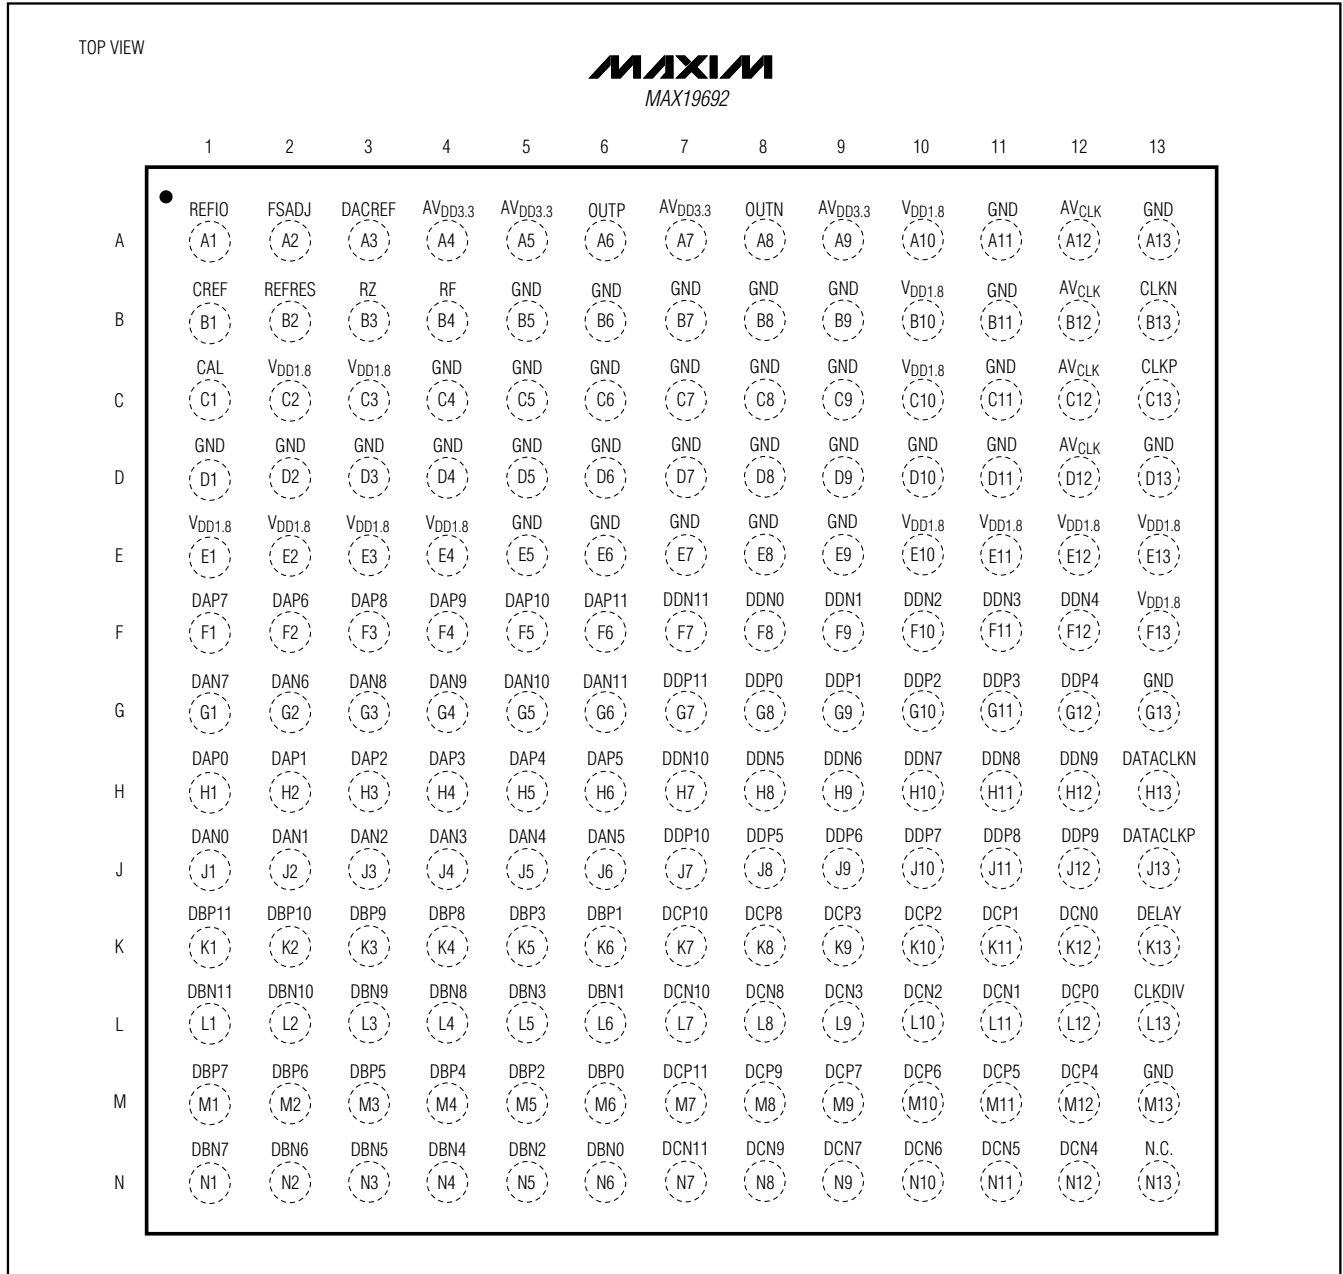 TOP VIEW
MAXIM
MAX19692
1 2 3 4 5 6 7 8 9 10 11 12 13
REFIO FSADJ DACREF AVDD3.3 AVDD3.3 OUTP AVDD3.3 OUTN AVDD3.3 VDD1.8 GND AVCLK GND
A A1 A2 A3 A4 A5 A6 A7 A8 A9 A10 A11 A12 A13
CREF REFRES RZ RF GND GND GND GND GND VDD1.8 GND AVCLK CLKN
B B1 B2 B3 B4 B5 B6 B7 B8 B9 B10 B11 B12 B13
CAL VDD1.8 VDD1.8 GND GND GND GND GND GND VDD1.8 GND AVCLK CLKP
C C1 C2 C3 C4 C5 C6 C7 C8 C9 C10 C11 C12 C13
GND GND GND GND GND GND GND GND GND GND GND AVCLK GND
D D1 D2 D3 D4 D5 D6 D7 D8 D9 D10 D11 D12 D13
VDD1.8 VDD1.8 VDD1.8 VDD1.8 GND GND GND GND GND VDD1.8 VDD1.8 VDD1.8 VDD1.8
E E1 E2 E3 E4 E5 E6 E7 E8 E9 E10 E11 E12 E13
DAP7 DAP6 DAP8 DAP9 DAP10 DAP11 DDN11 DDN0 DDN1 DDN2 DDN3 DDN4 VDD1.8
F F1 F2 F3 F4 F5 F6 F7 F8 F9 F10 F11 F12 F13
DAN7 DAN6 DAN8 DAN9 DAN10 DAN11 DDP11 DDP0 DDP1 DDP2 DDP3 DDP4 GND
G G1 G2 G3 G4 G5 G6 G7 G8 G9 G10 G11 G12 G13
DAP0 DAP1 DAP2 DAP3 DAP4 DAP5 DDN10 DDN5 DDN6 DDN7 DDN8 DDN9 DATACLKN
H H1 H2 H3 H4 H5 H6 H7 H8 H9 H10 H11 H12 H13
DAN0 DAN1 DAN2 DAN3 DAN4 DAN5 DDP10 DDP5 DDP6 DDP7 DDP8 DDP9 DATACLKP
J J1 J2 J3 J4 J5 J6 J7 J8 J9 J10 J11 J12 J13
DBP11 DBP10 DBP9 DBP8 DBP3 DBP1 DCP10 DCP8 DCP3 DCP2 DCP1 DCN0 DELAY
K K1 K2 K3 K4 K5 K6 K7 K8 K9 K10 K11 K12 K13
DBN11 DBN10 DBN9 DBN8 DBN3 DBN1 DCN10 DCN8 DCN3 DCN2 DCN1 DCP0 CLKDIV
L L1 L2 L3 L4 L5 L6 L7 L8 L9 L10 L11 L12 L13
DBP7 DBP6 DBP5 DBP4 DBP2 DBP0 DCP11 DCP9 DCP7 DCP6 DCP5 DCP4 GND
M M1 M2 M3 M4 M5 M6 M7 M8 M9 M10 M11 M12 M13
DBN7 DBN6 DBN5 DBN4 DBN2 DBN0 DCN11 DCN9 DCN7 DCN6 DCN5 DCN4 N.C.
N N1 N2 N3 N4 N5 N6 N7 N8 N9 N10 N11 N12 N13